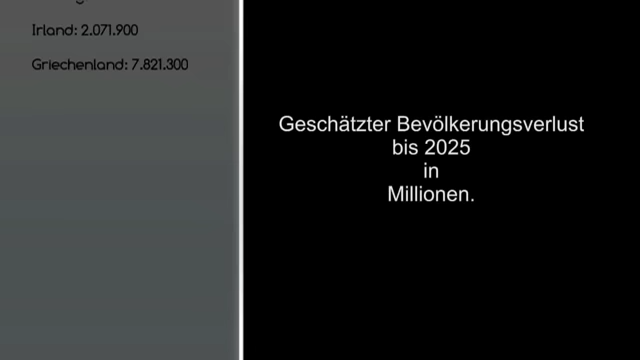 Irland: 2.071.900
Griechenland: 7.821.300
Geschätzter Bevölkerungsverlust
bis 2025
in
Millionen.